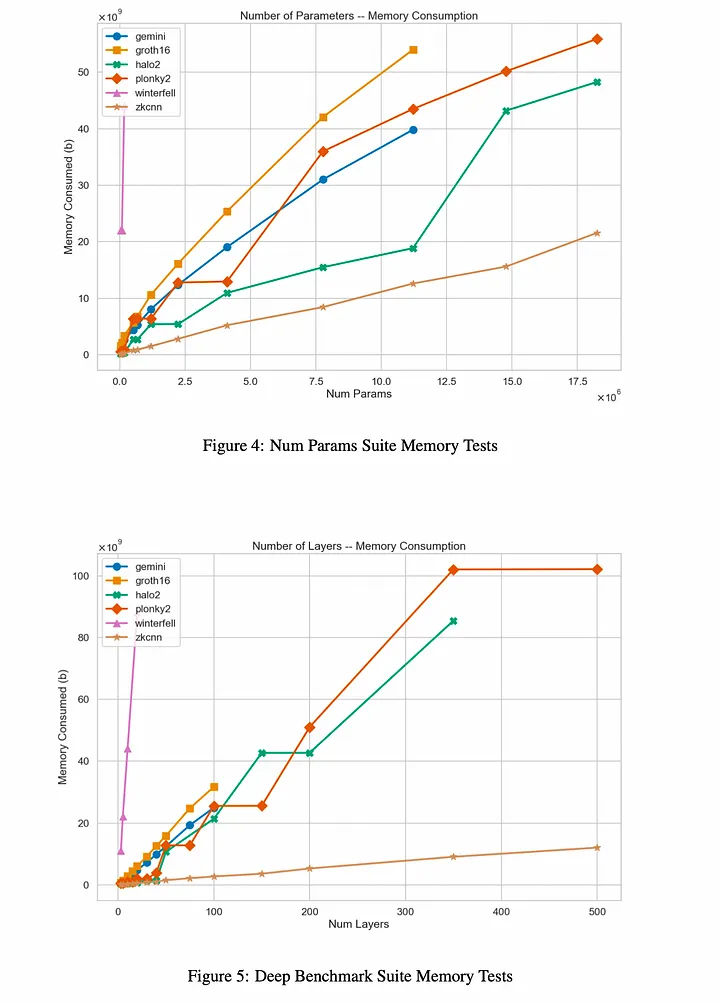 ×10⁹
Number of Parameters -- Memory Consumption
gemini
groth16
halo2
plonky2
winterfell
zkcnn
50
40
30
20
10
0
Memory Consumed (b)
0.0 2.5 5.0 7.5 10.0 12.5 15.0 17.5
Num Params
×10⁶
Figure 4: Num Params Suite Memory Tests
×10⁹
Number of Layers -- Memory Consumption
gemini
groth16
halo2
plonky2
winterfell
zkcnn
100
80
60
40
20
0
Memory Consumed (b)
0 100 200 300 400 500
Num Layers
Figure 5: Deep Benchmark Suite Memory Tests